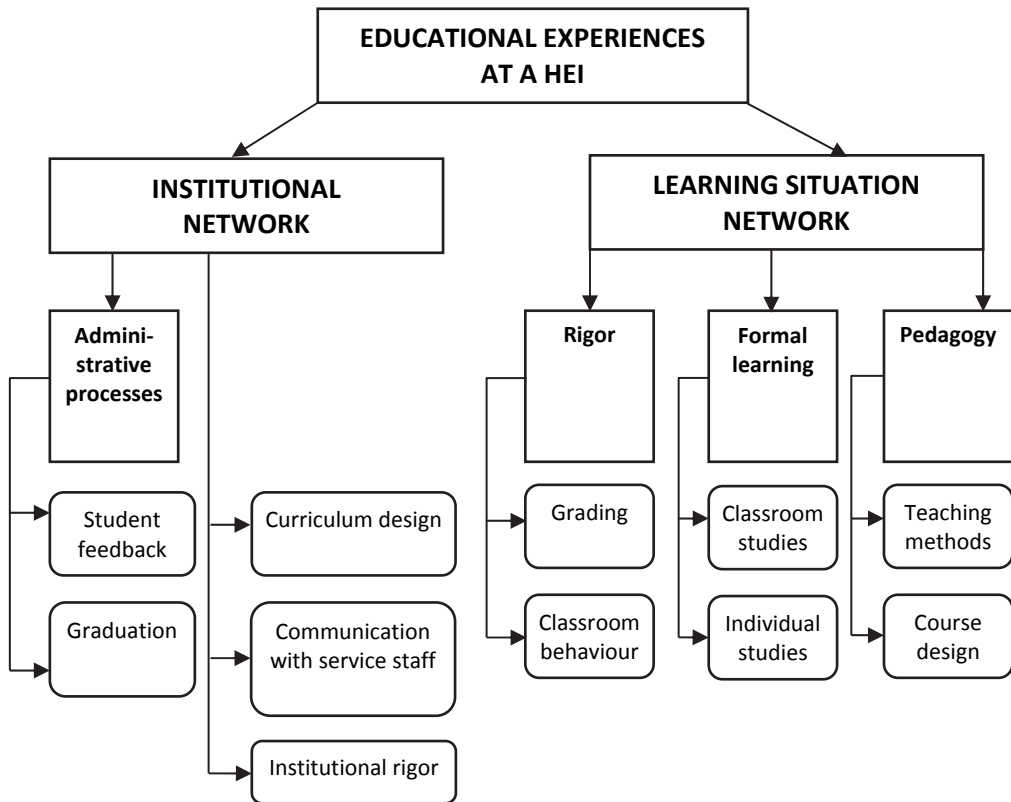 EDUCATIONAL EXPERIENCES
AT A HEI
INSTITUTIONAL
NETWORK
LEARNING SITUATION
NETWORK
Admini-
strative
processes
Rigor
Formal
learning
Pedagogy
Student
feedback
Curriculum design
Grading
Classroom
studies
Teaching
methods
Graduation
Communication
with service staff
Classroom
behaviour
Individual
studies
Course
design
Institutional rigor